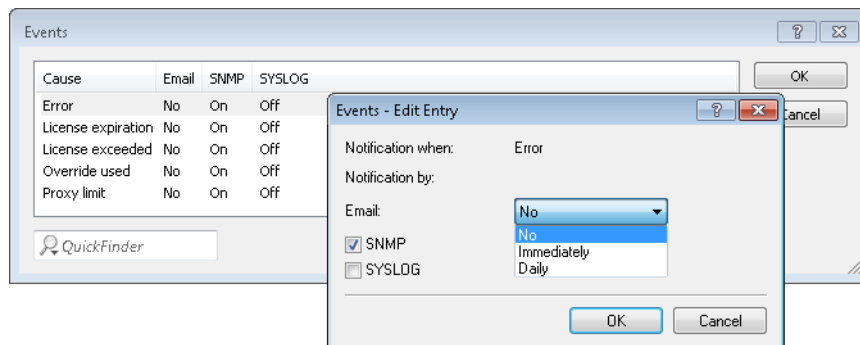 Events
Cause Email SNMP SYSLOG
Error No On Off
License expiration No On Off
License exceeded No On Off
Override used No On Off
Proxy limit No On Off
QuickFinder
OK
Cancel
Events - Edit Entry
Notification when: Error
Notification by:
Email: No
No
Immediately
Daily
SNMP
SYSLOG
OK Cancel